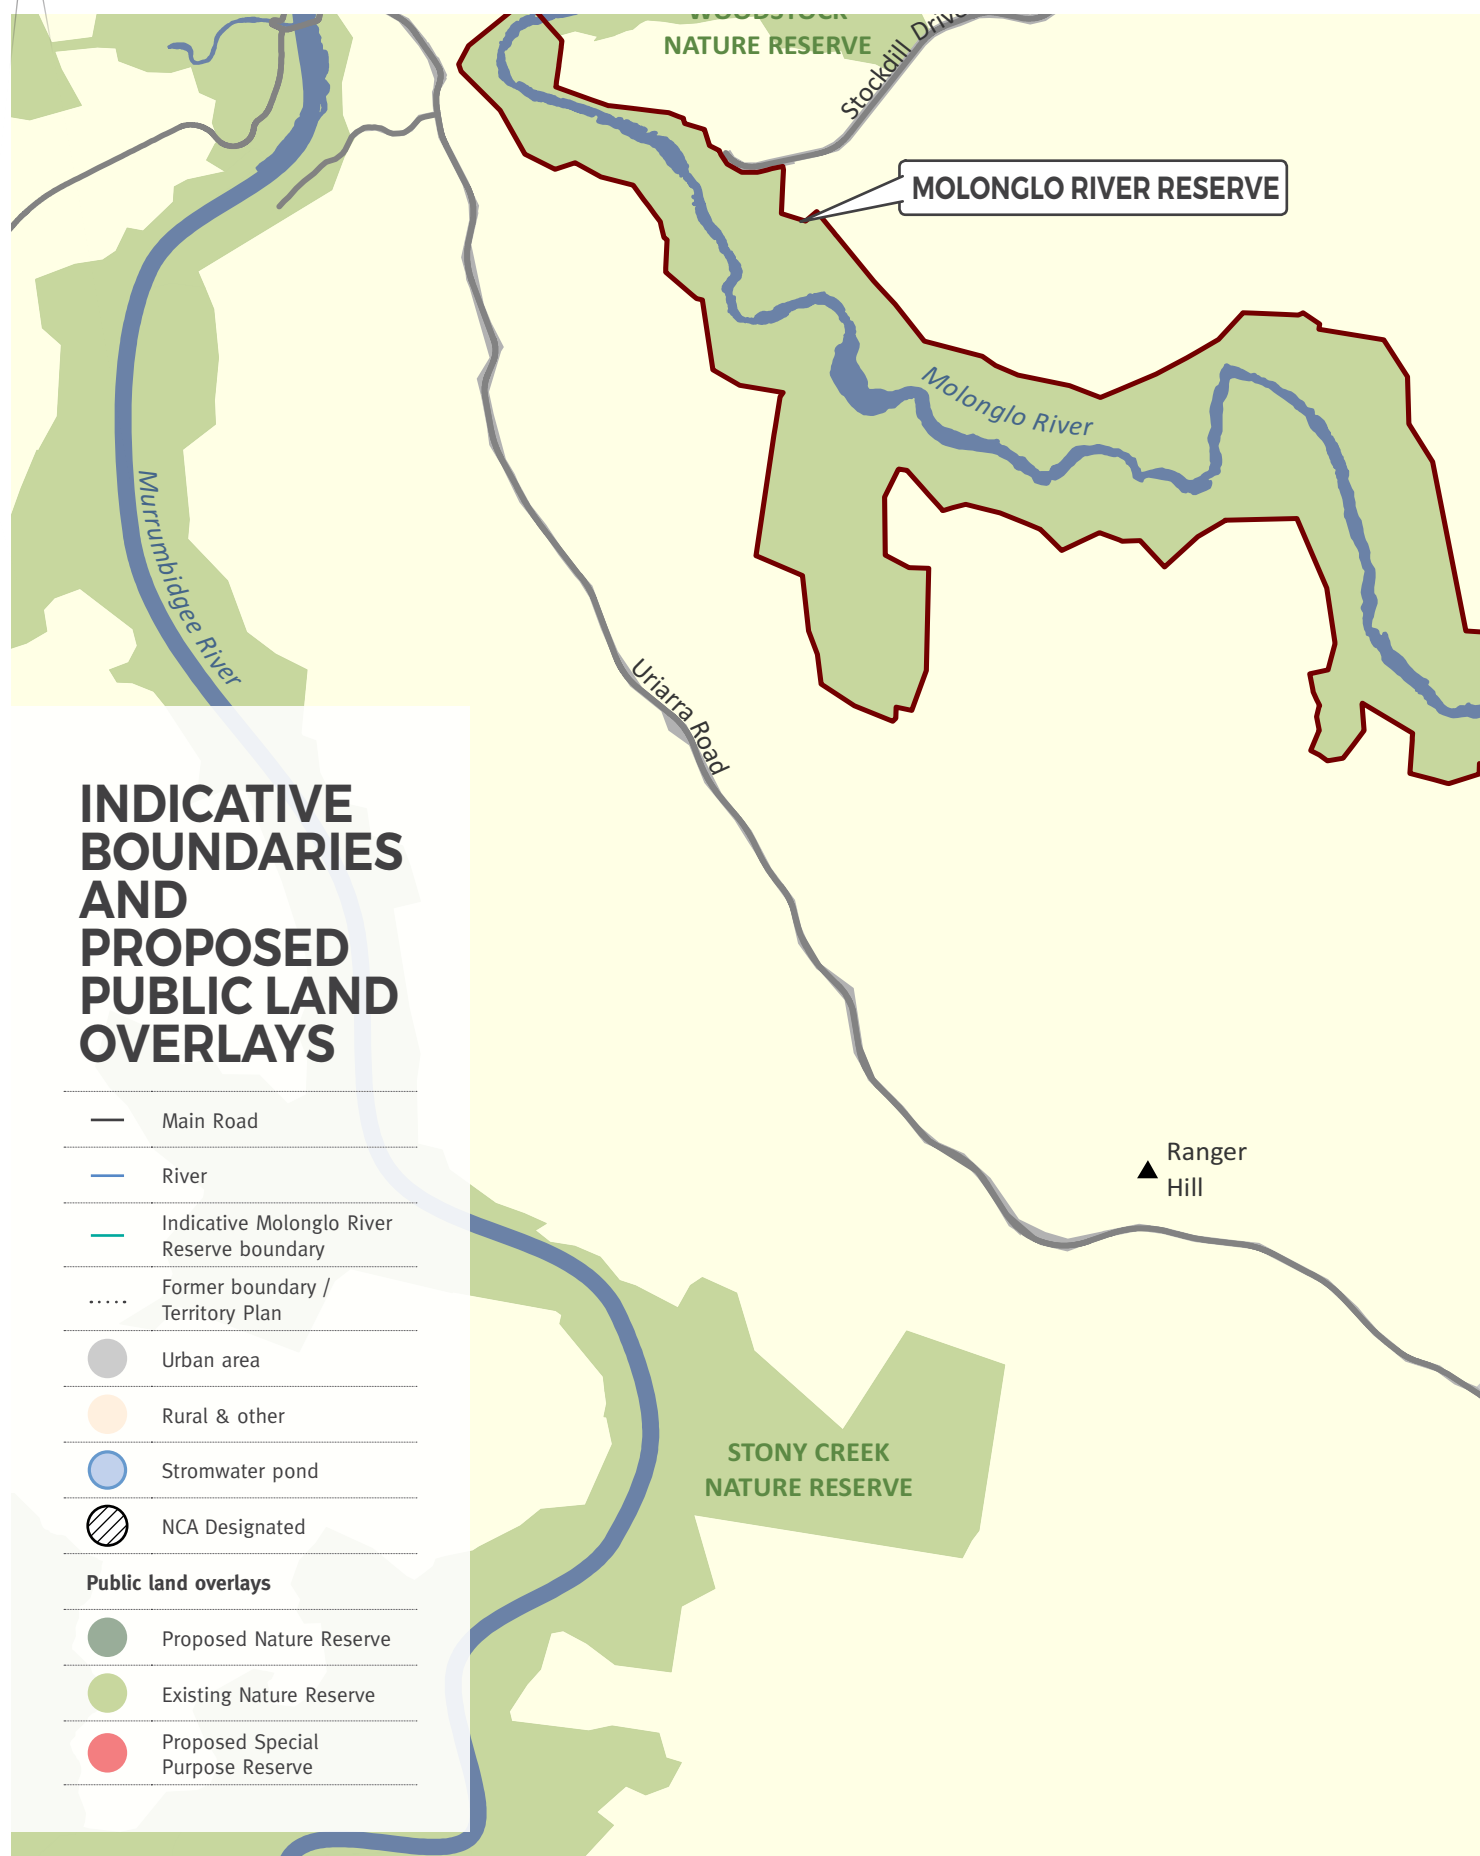 WOODSTOCK
NATURE RESERVE
Stockdill Drive
MOLONGLO RIVER RESERVE
Molonglo River
Murrumbidgee River
Uriarra Road
INDICATIVE
BOUNDARIES
AND
PROPOSED
PUBLIC LAND
OVERLAYS
Main Road
River
Indicative Molonglo River
Reserve boundary
Former boundary /
Territory Plan
Urban area
Rural & other
Stromwater pond
NCA Designated
Public land overlays
Proposed Nature Reserve
Existing Nature Reserve
Proposed Special
Purpose Reserve
Ranger
Hill
STONY CREEK
NATURE RESERVE